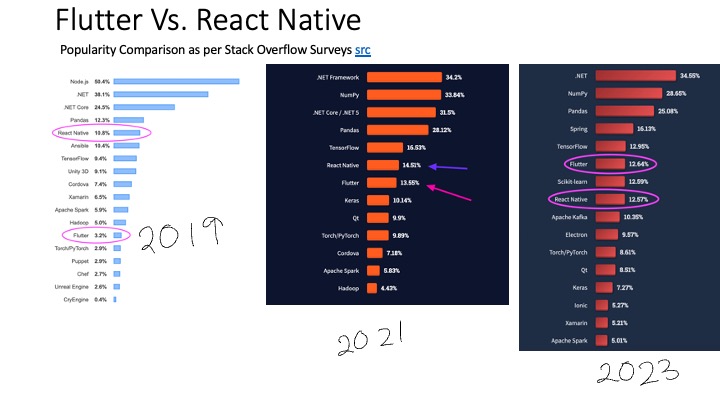 Flutter Vs. React Native
Popularity Comparison as per Stack Overflow Surveys src
Node.js 50.4%
.NET 38.1%
.NET Core 24.5%
Pandas 12.3%
React Native 10.8%
Ansible 10.4%
TensorFlow 9.4%
Unity 3D 9.1%
Cordova 7.4%
Xamarin 6.5%
Apache Spark 5.9%
Hadoop 5.0%
Flutter 3.2%
Torch/PyTorch 2.9%
Puppet 2.9%
Chef 2.7%
Unreal Engine 2.6%
CryEngine 0.4%
2019
.NET Framework 34.2%
NumPy 33.84%
.NET Core / .NET 5 31.5%
Pandas 28.12%
TensorFlow 16.53%
React Native 14.51%
Flutter 13.55%
Keras 10.14%
Qt 9.9%
Torch/PyTorch 9.89%
Cordova 7.18%
Apache Spark 5.83%
Hadoop 4.43%
2021
.NET 34.55%
NumPy 28.65%
Pandas 25.08%
Spring 16.13%
TensorFlow 12.95%
Flutter 12.64%
Scikit-learn 12.59%
React Native 12.57%
Apache Kafka 10.35%
Electron 9.57%
Torch/PyTorch 8.61%
Qt 8.51%
Keras 7.27%
Ionic 5.27%
Xamarin 5.21%
Apache Spark 5.01%
2023